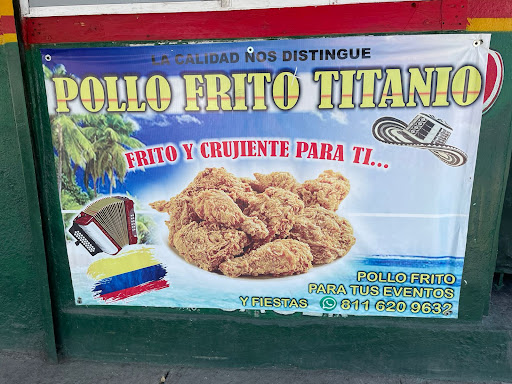 LA CALIDAD NOS DISTINGUE
POLLO FRITO TITANIO
FRITO Y CRUJIENTE PARA TI...
POLLO FRITO
PARA TUS EVENTOS
Y FIESTAS 811 620 9632